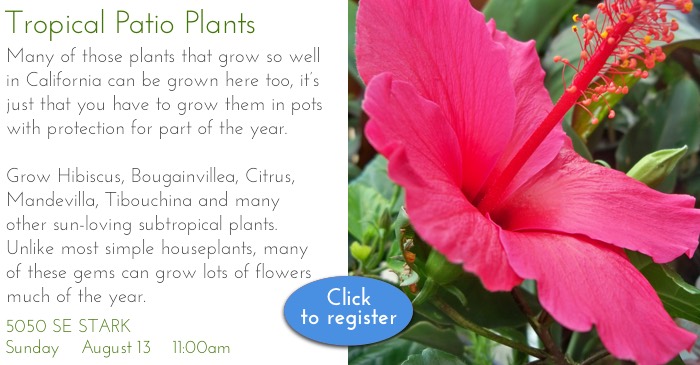 Tropical Patio Plants
Many of those plants that grow so well
in California can be grown here too, it's
just that you have to grow them in pots
with protection for part of the year.
Grow Hibiscus, Bougainvillea, Citrus,
Mandevilla, Tibouchina and many
other sun-loving subtropical plants.
Unlike most simple houseplants, many
of these gems can grow lots of flowers
much of the year.
Click
to register
5050 SE STARK
Sunday August 13 11:00am